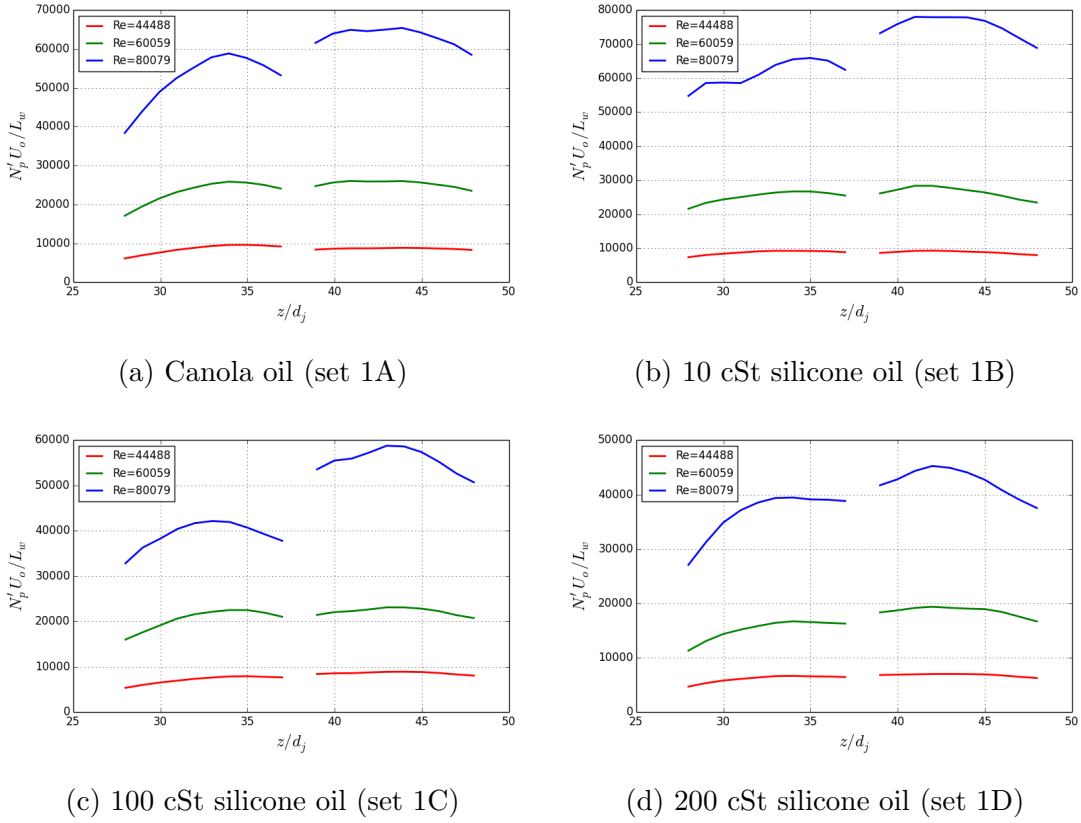 70000
60000
50000
40000
30000
20000
10000
0
N'_p U_o/L_w
Re=44488
Re=60059
Re=80079
25 30 35 40 45 50
z/d_j
(a) Canola oil (set 1A)
80000
70000
60000
50000
40000
30000
20000
10000
0
N'_p U_o/L_w
Re=44488
Re=60059
Re=80079
25 30 35 40 45 50
z/d_j
(b) 10 cSt silicone oil (set 1B)
60000
50000
40000
30000
20000
10000
0
N'_p U_o/L_w
Re=44488
Re=60059
Re=80079
25 30 35 40 45 50
z/d_j
(c) 100 cSt silicone oil (set 1C)
50000
40000
30000
20000
10000
0
N'_p U_o/L_w
Re=44488
Re=60059
Re=80079
25 30 35 40 45 50
z/d_j
(d) 200 cSt silicone oil (set 1D)